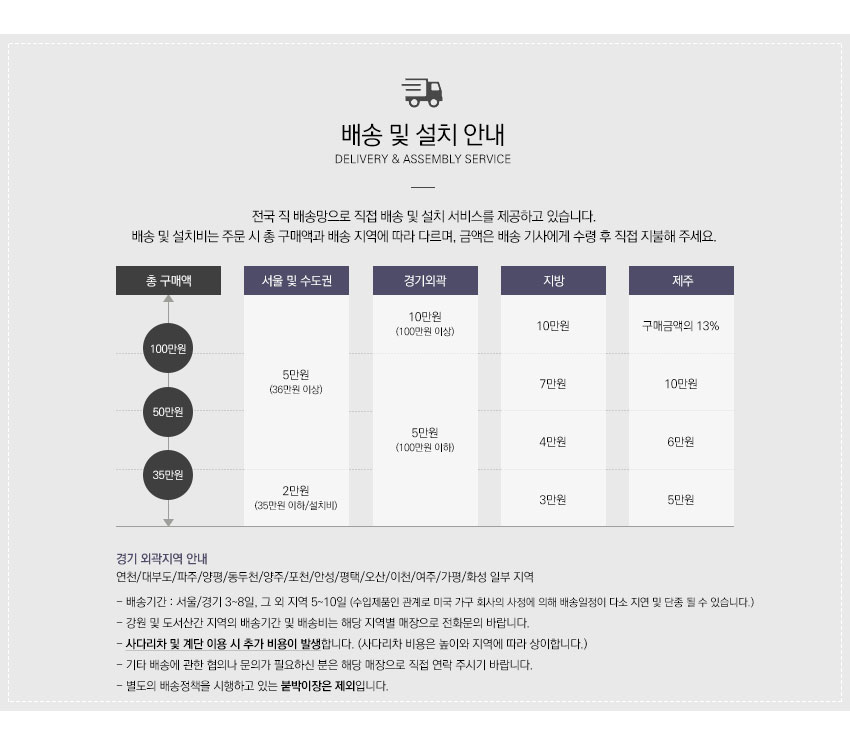 배송 및 설치 안내
DELIVERY & ASSEMBLY SERVICE
전국 직 배송망으로 직접 배송 및 설치 서비스를 제공하고 있습니다.
배송 및 설치비는 주문 시 총 구매액과 배송 지역에 따라 다르며, 금액은 배송 기사에게 수령 후 직접 지불해 주세요.
총 구매액 서울 및 수도권 경기외곽 지방 제주
10만원 10만원 구매금액의 13%
(100만원 이상)
100만원
5만원 7만원 10만원
(36만원 이상)
50만원
5만원 4만원 6만원
(100만원 이하)
35만원
2만원 3만원 5만원
(35만원 이하/설치비)
경기 외곽지역 안내
연천/대부도/파주/양평/동두천/양주/포천/안성/평택/오산/이천/여주/가평/화성 일부 지역
- 배송기간 : 서울/경기 3~8일, 그 외 지역 5~10일 (수입제품인 관계로 미국 가구 회사의 사정에 의해 배송일정이 다소 지연 및 단종 될 수 있습니다.)
- 강원 및 도서산간 지역의 배송기간 및 배송비는 해당 지역별 매장으로 전화문의 바랍니다.
- 사다리차 및 계단 이용 시 추가 비용이 발생합니다. (사다리차 비용은 높이와 지역에 따라 상이합니다.)
- 기타 배송에 관한 협의나 문의가 필요하신 분은 해당 매장으로 직접 연락 주시기 바랍니다.
- 별도의 배송정책을 시행하고 있는 붙박이장은 제외입니다.